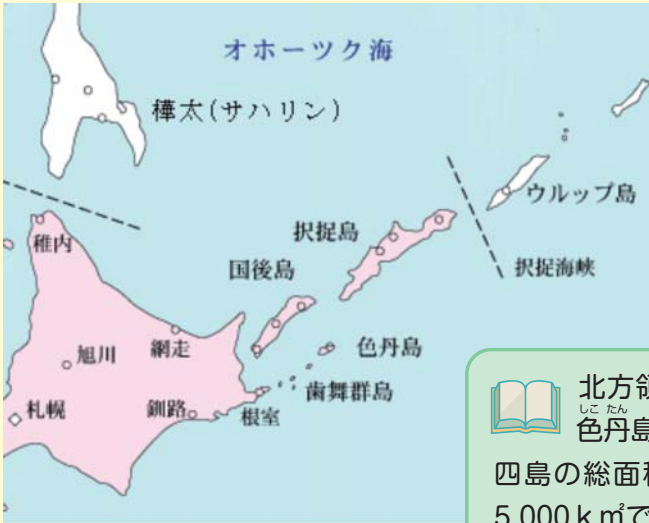 オホーツク海
樺太(サハリン)
ウルップ島
択捉島
稚内
択捉海峡
国後島
色丹島
網走
旭川
歯舞群島
札幌
釧路
根室
北方領
しこ たん
色丹島
四島の総面積
5,000k㎡で